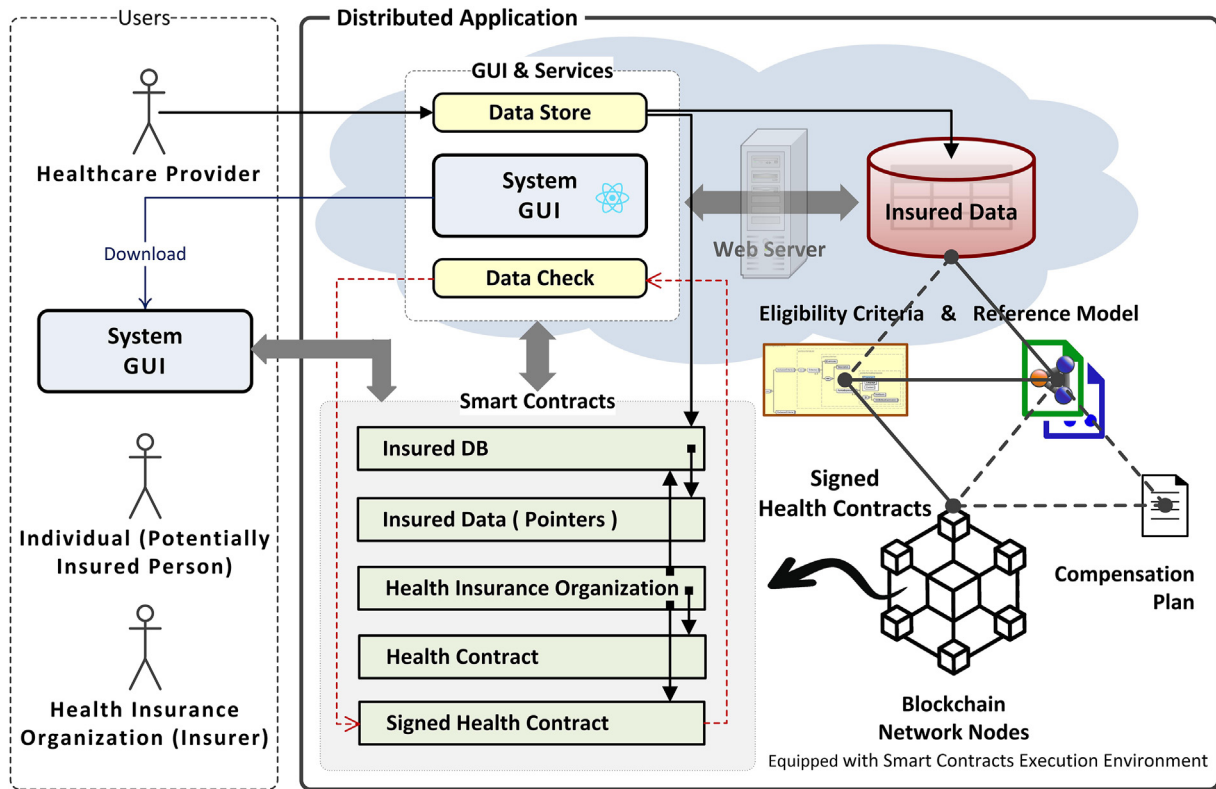 Users
Distributed Application
Healthcare Provider
Download
System
GUI
Individual (Potentially
Insured Person)
Health Insurance
Organization (Insurer)
GUI & Services
Data Store
System
GUI
Data Check
Web Server
Insured Data
Smart Contracts
Insured DB
Insured Data ( Pointers )
Health Insurance Organization
Health Contract
Signed Health Contract
Eligibility Criteria & Reference Model
Signed
Health Contracts
Compensation
Plan
Blockchain
Network Nodes
Equipped with Smart Contracts Execution Environment